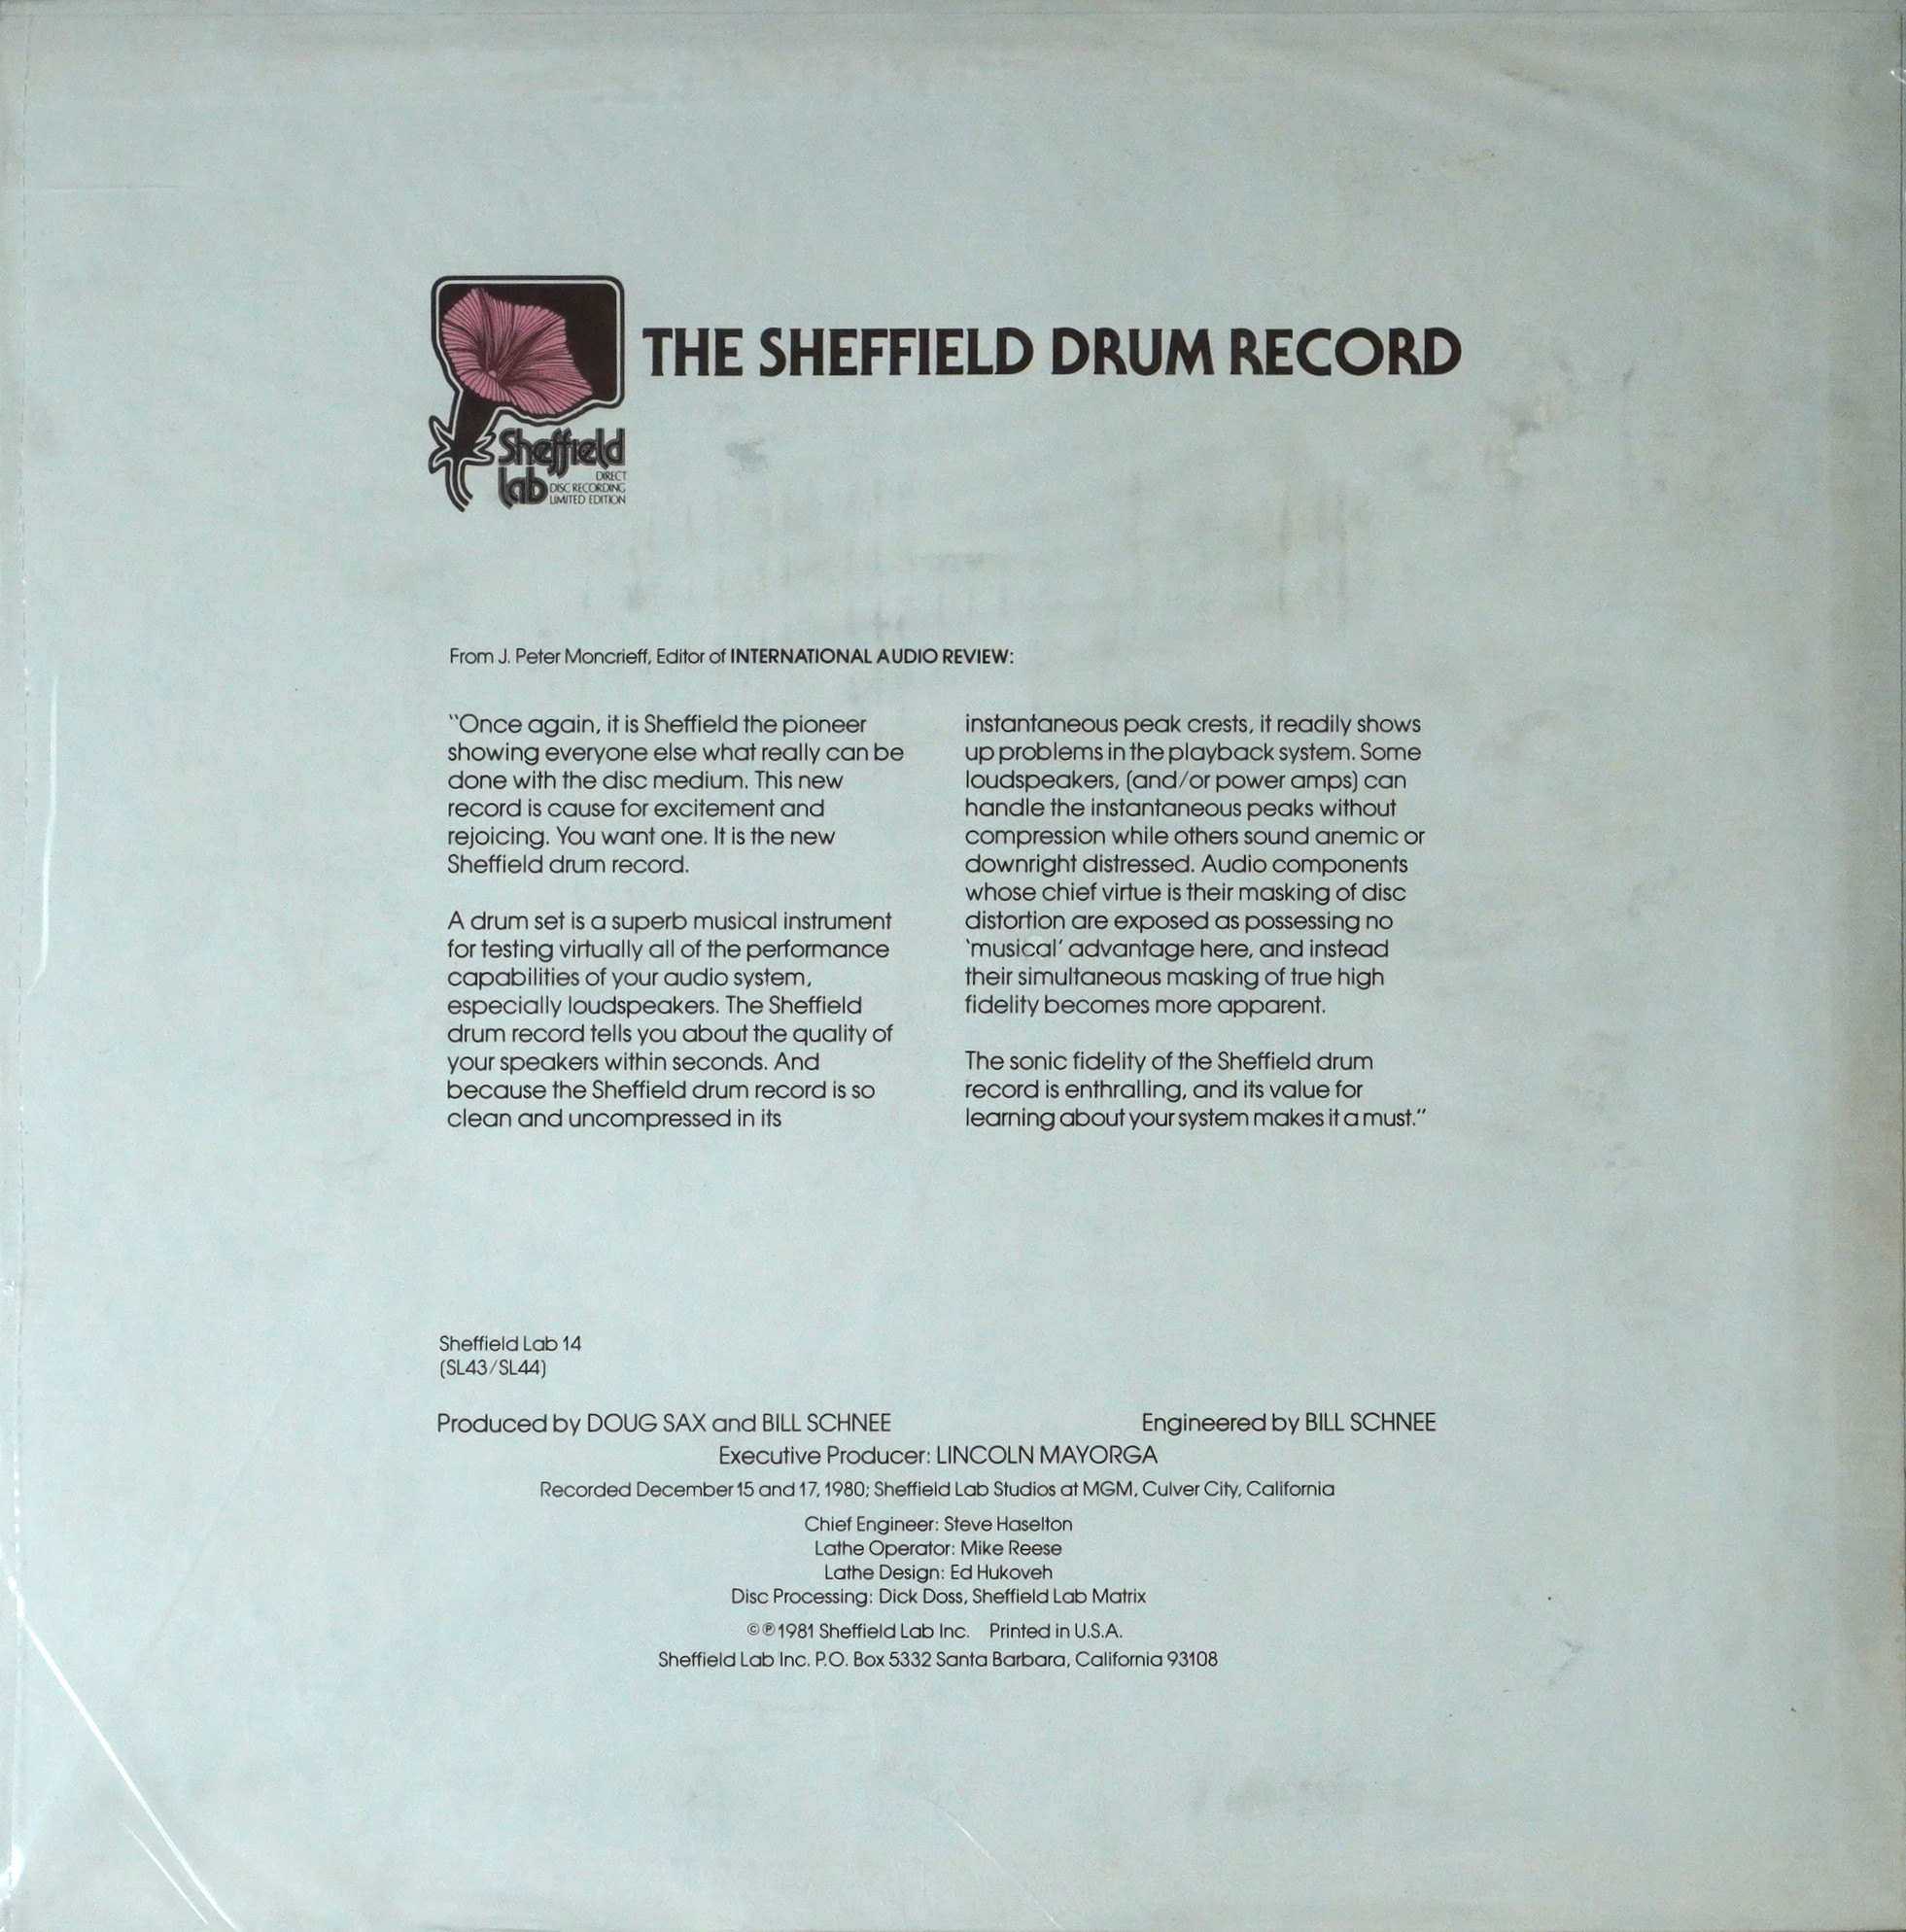 THE SHEFFIELD DRUM RECORD
Sheffield
lab
DIRECT
DISC RECORDING
LIMITED EDITION
From J. Peter Moncrieff, Editor of INTERNATIONAL AUDIO REVIEW:
“Once again, it is Sheffield the pioneer
showing everyone else what really can be
done with the disc medium. This new
record is cause for excitement and
rejoicing. You want one. It is the new
Sheffield drum record.
A drum set is a superb musical instrument
for testing virtually all of the performance
capabilities of your audio system,
especially loudspeakers. The Sheffield
drum record tells you about the quality of
your speakers within seconds. And
because the Sheffield drum record is so
clean and uncompressed in its
instantaneous peak crests, it readily shows
up problems in the playback system. Some
loudspeakers, (and/or power amps) can
handle the instantaneous peaks without
compression while others sound anemic or
downright distressed. Audio components
whose chief virtue is their masking of disc
distortion are exposed as possessing no
‘musical’ advantage here, and instead
their simultaneous masking of true high
fidelity becomes more apparent.
The sonic fidelity of the Sheffield drum
record is enthralling, and its value for
learning about your system makes it a must.”
Sheffield Lab 14
(SL43/SL44)
Produced by DOUG SAX and BILL SCHNEE
Engineered by BILL SCHNEE
Executive Producer: LINCOLN MAYORGA
Recorded December 15 and 17, 1980; Sheffield Lab Studios at MGM, Culver City, California
Chief Engineer: Steve Haselton
Lathe Operator: Mike Reese
Lathe Design: Ed Hukoveh
Disc Processing: Dick Doss, Sheffield Lab Matrix
©℗1981 Sheffield Lab Inc. Printed in U.S.A.
Sheffield Lab Inc. P.O. Box 5332 Santa Barbara, California 93108